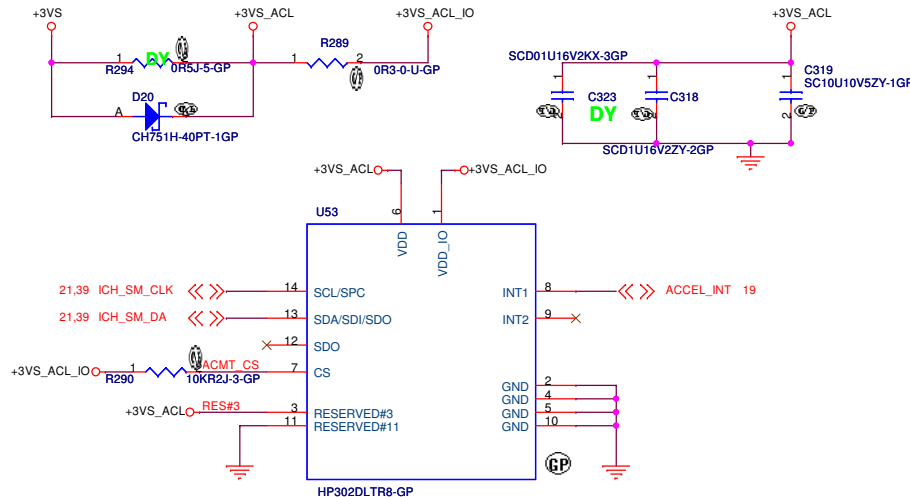 +3VS
+3VS_ACL
+3VS_ACL_IO
+3VS_ACL
R289
1 2
0R3-0-U-GP
1 2
DY
R294
0R5J-5-GP
D20
A
CH751H-40PT-1GP
SCD01U16V2KX-3GP
C319
SC10U10V5ZY-1GP
1 1 1
C323
C318
DY
2 2 2
SCD1U16V2ZY-2GP
+3VS_ACL
+3VS_ACL_IO
U53
6 1
VDD
VDD_IO
21,39 ICH_SM_CLK
14
SCL/SPC
INT1
8
ACCEL_INT 19
21,39 ICH_SM_DA
13
SDA/SDI/SDO
INT2
9
12
SDO
+3VS_ACL_IO
1
R290
10KR2J-3-GP
ACMT_CS
7
CS
+3VS_ACL
RES#3
3
RESERVED#3
11
RESERVED#11
GND
2
GND
4
GND
5
GND
10
GP
HP302DLTR8-GP